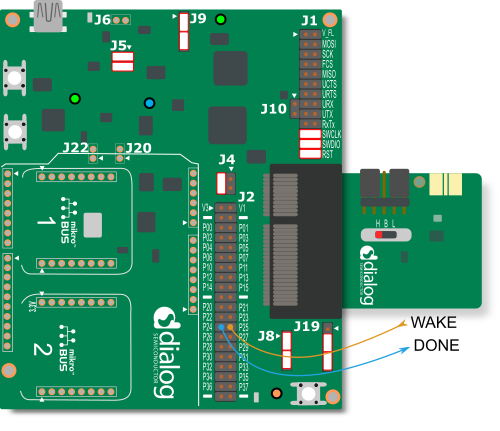 J6
J9
J1
J5
V_FL
MOSI
SCK
FCS
MISO
UCTS
URTS
J10
URX
UTX
RxTx
SWCLK
SWDIO
RST
J22
J20
J4
J2
V3 V1
P00 P01
P02 P03
P04 P05
P06 P07
P10 P11
P12 P13
P14 P15
P20 P21
P22 P23
P24 P25
P26 P27
P30 P31
P32 P33
P34 P35
P36 P37
1
mikro™
BUS
2
mikro™
BUS
3.3V
dialog
SEMICONDUCTOR
H B L
dialog
J8
J19
WAKE
DONE